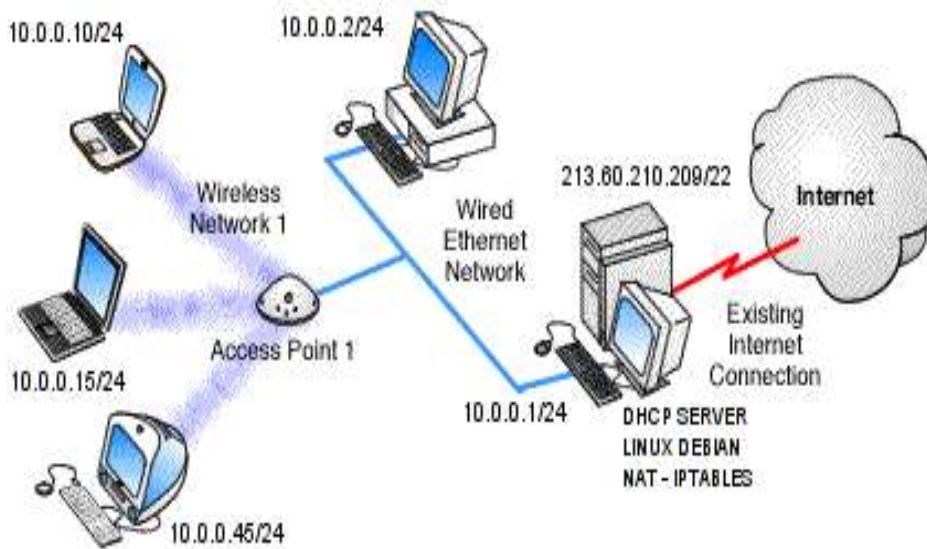 10.0.0.10/24
10.0.0.2/24
Wireless
Network 1
Wired
Ethernet
Network
213.60.210.209/22
Internet
Access Point 1
10.0.0.15/24
10.0.0.1/24
Existing
Internet
Connection
DHCP SERVER
LINUX DEBIAN
NAT - IPTABLES
10.0.0.45/24